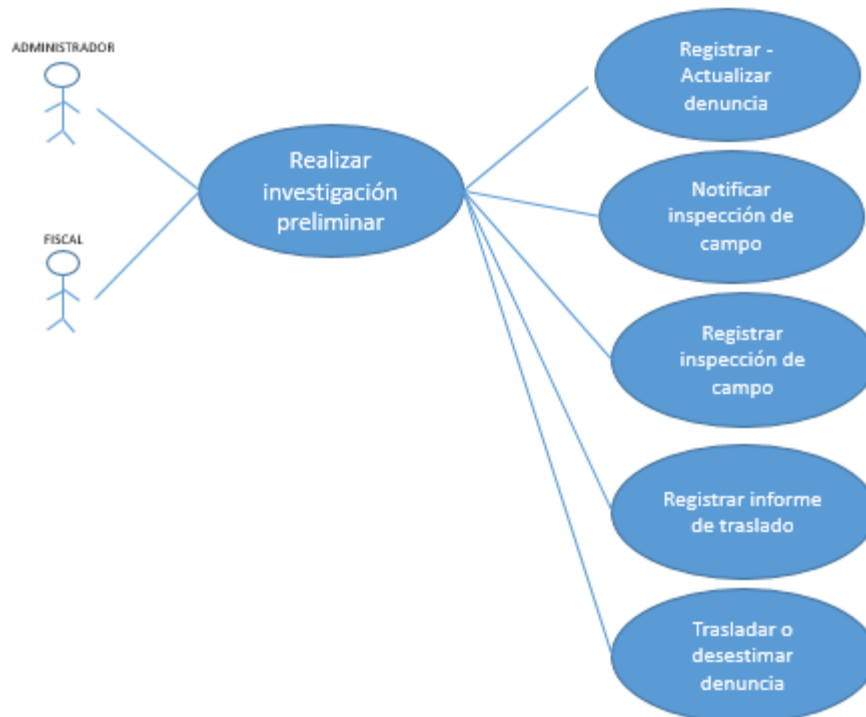 ADMINISTRADOR
FISCAL
Realizar
investigación
preliminar
Registrar -
Actualizar
denuncia
Notificar
inspección de
campo
Registrar
inspección de
campo
Registrar informe
de traslado
Trasladar o
desestimar
denuncia